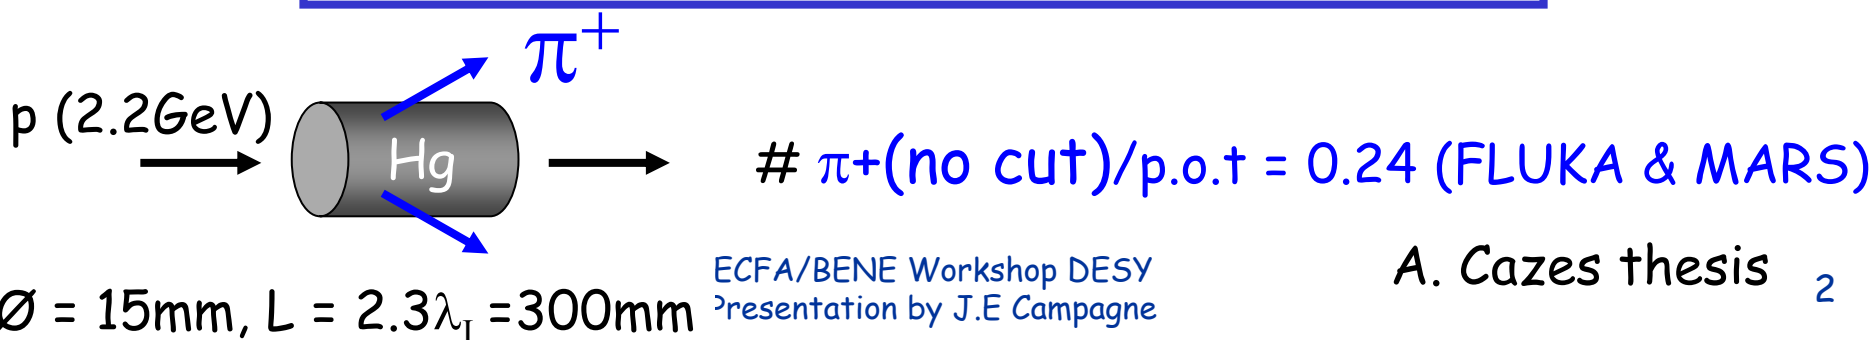 π+
p (2.2GeV)
Hg
# π+(no cut)/p.o.t = 0.24 (FLUKA & MARS)
Ø = 15mm, L = 2.3λI =300mm
ECFA/BENE Workshop DESY
Presentation by J.E Campagne
A. Cazes thesis
2